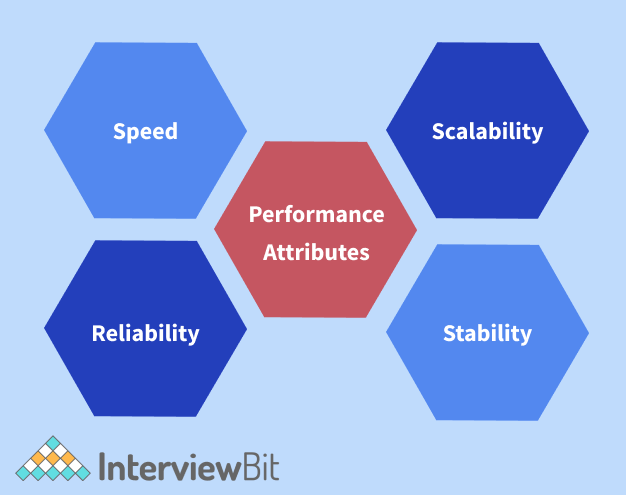 Speed
Scalability
Performance
Attributes
Reliability
Stability
InterviewBit